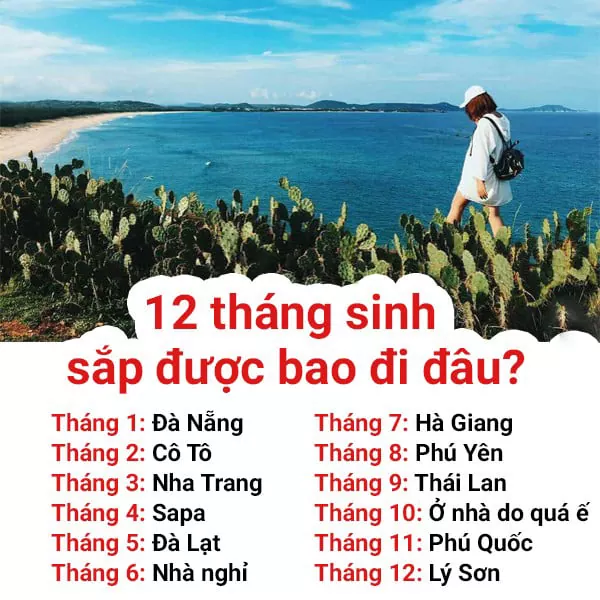 12 tháng sinh
sắp được bao đi đâu?
Tháng 1: Đà Nẵng
Tháng 2: Cô Tô
Tháng 3: Nha Trang
Tháng 4: Sapa
Tháng 5: Đà Lạt
Tháng 6: Nhà nghỉ
Tháng 7: Hà Giang
Tháng 8: Phú Yên
Tháng 9: Thái Lan
Tháng 10: Ở nhà do quá ế
Tháng 11: Phú Quốc
Tháng 12: Lý Sơn